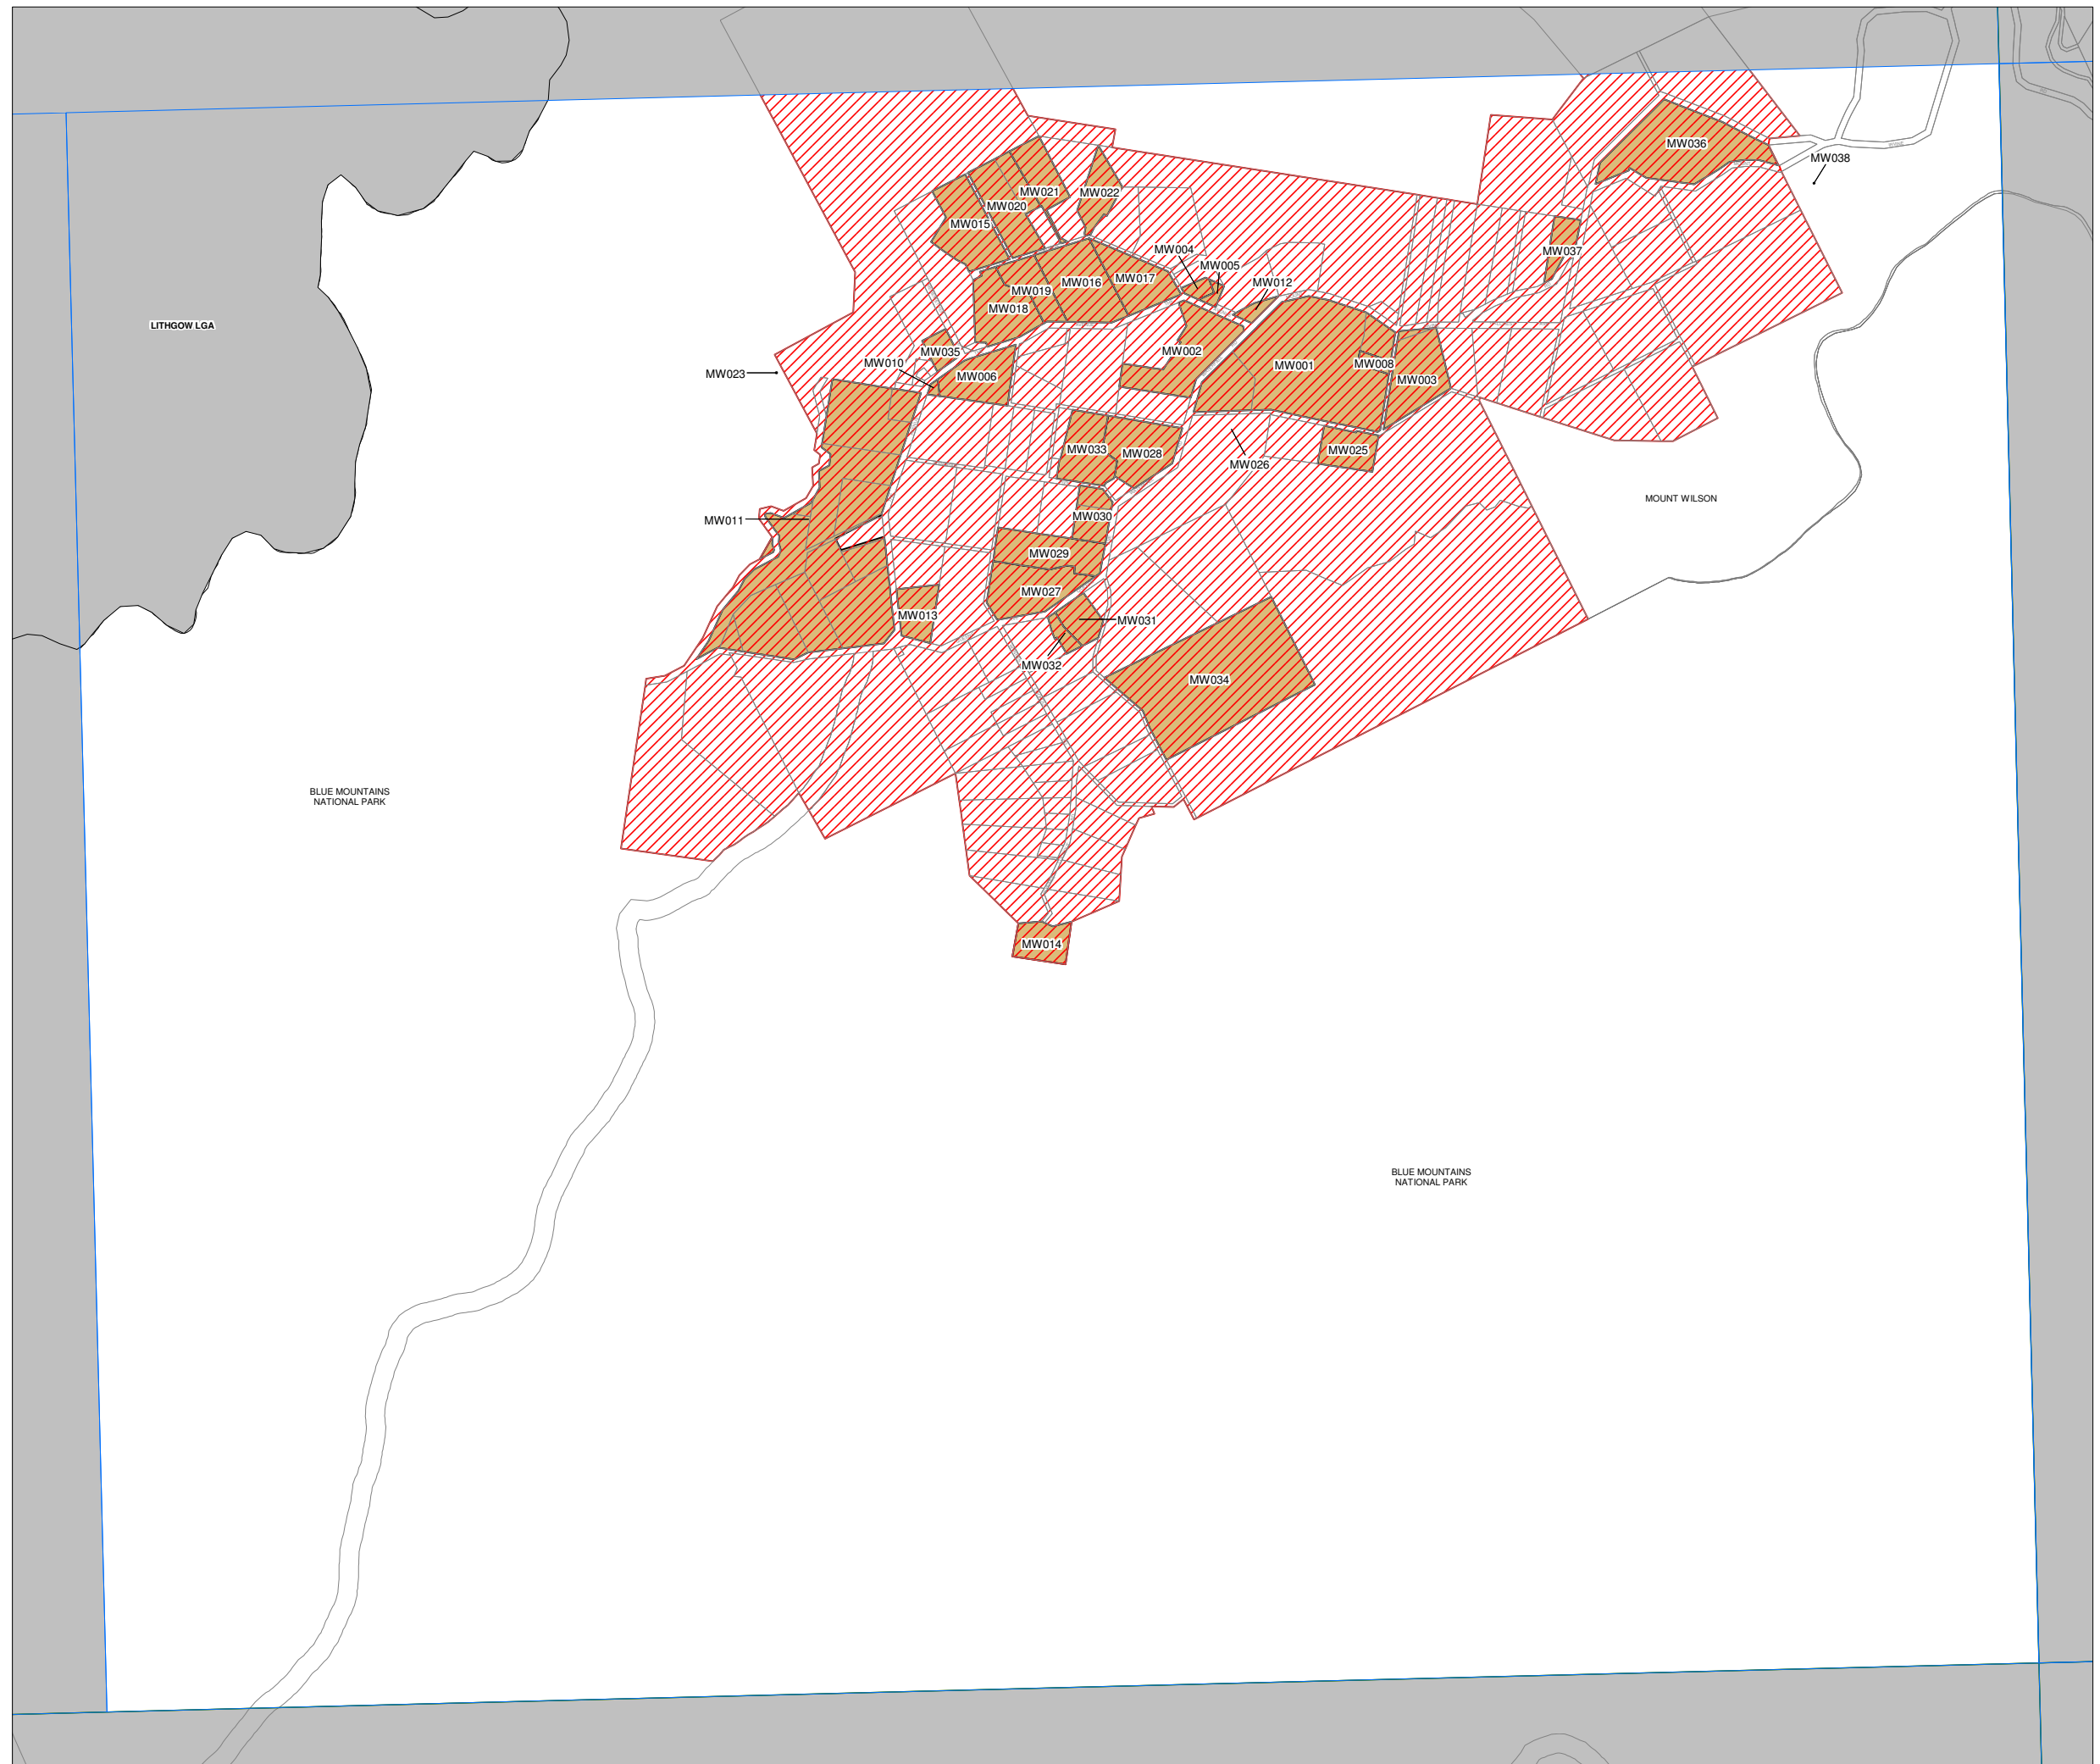 MW036
MW038
MW021
MW022
MW020
MW015
MW037
MW004
MW005
MW017
MW012
MW016
MW019
MW018
LITHGOW LGA
MW035
MW002
MW010
MW001
MW008
MW023
MW006
MW003
MW033
MW025
MW028
MW026
MOUNT WILSON
MW030
MW011
MW029
MW027
MW013
MW031
MW032
MW034
BLUE MOUNTAINS
NATIONAL PARK
MW014
BLUE MOUNTAINS
NATIONAL PARK